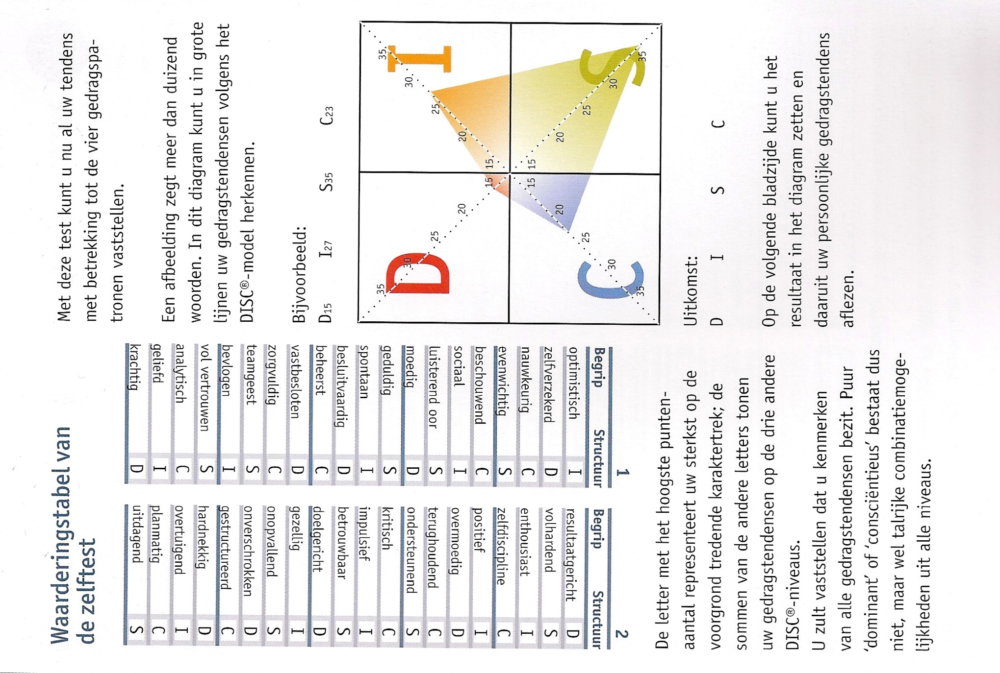 Waarderingstabel van
de zelftest
1
Begrip Structuur
optimistisch I
zelfverzekerd D
nauwkeurig C
evenwichtig S
beschouwend C
sociaal I
luisterend oor S
moedig D
geduldig S
spontaan I
besluitvaardig D
beheerst C
vastbesloten D
zorgvuldig C
teamgeest S
bevlogen I
vol vertrouwen S
analytisch C
geliefd I
krachtig D
2
Begrip Structuur
resultaatgericht D
volhardend S
enthousiast I
zelfdiscipline C
positief I
overmoedig D
terughoudend C
ondersteunend S
kritisch C
impulsief I
betrouwbaar S
doelgericht D
gezellig I
onopvallend S
onverschrokken D
gestructureerd C
hardnekkig D
overtuigend I
planmatig C
uitdagend S
De letter met het hoogste punten-
aantal representeert uw sterkst op de
voorgrond tredende karaktertrek; de
sommen van de andere letters tonen
uw gedragstendensen op de drie andere
DISC®-niveaus.
U zult vaststellen dat u kenmerken
van alle gedragstendensen bezit. Puur
‘dominant’ of ‘consciëntieus’ bestaat dus
niet, maar wel talrijke combinatiemoge-
lijkheden uit alle niveaus.
Met deze test kunt u nu al uw tendens
met betrekking tot de vier gedragspa-
tronen vaststellen.
Een afbeelding zegt meer dan duizend
woorden. In dit diagram kunt u in grote
lijnen uw gedragstendensen volgens het
DISC®-model herkennen.
Bijvoorbeeld:
D15 I27 S35 C23
35 35
D I
30 30
25 25
20 20
15 15
15 15
20 20
25 25
30 30
C S
35 35
Uitkomst:
D I S C
Op de volgende bladzijde kunt u het
resultaat in het diagram zetten en
daaruit uw persoonlijke gedragstendens
aflezen.